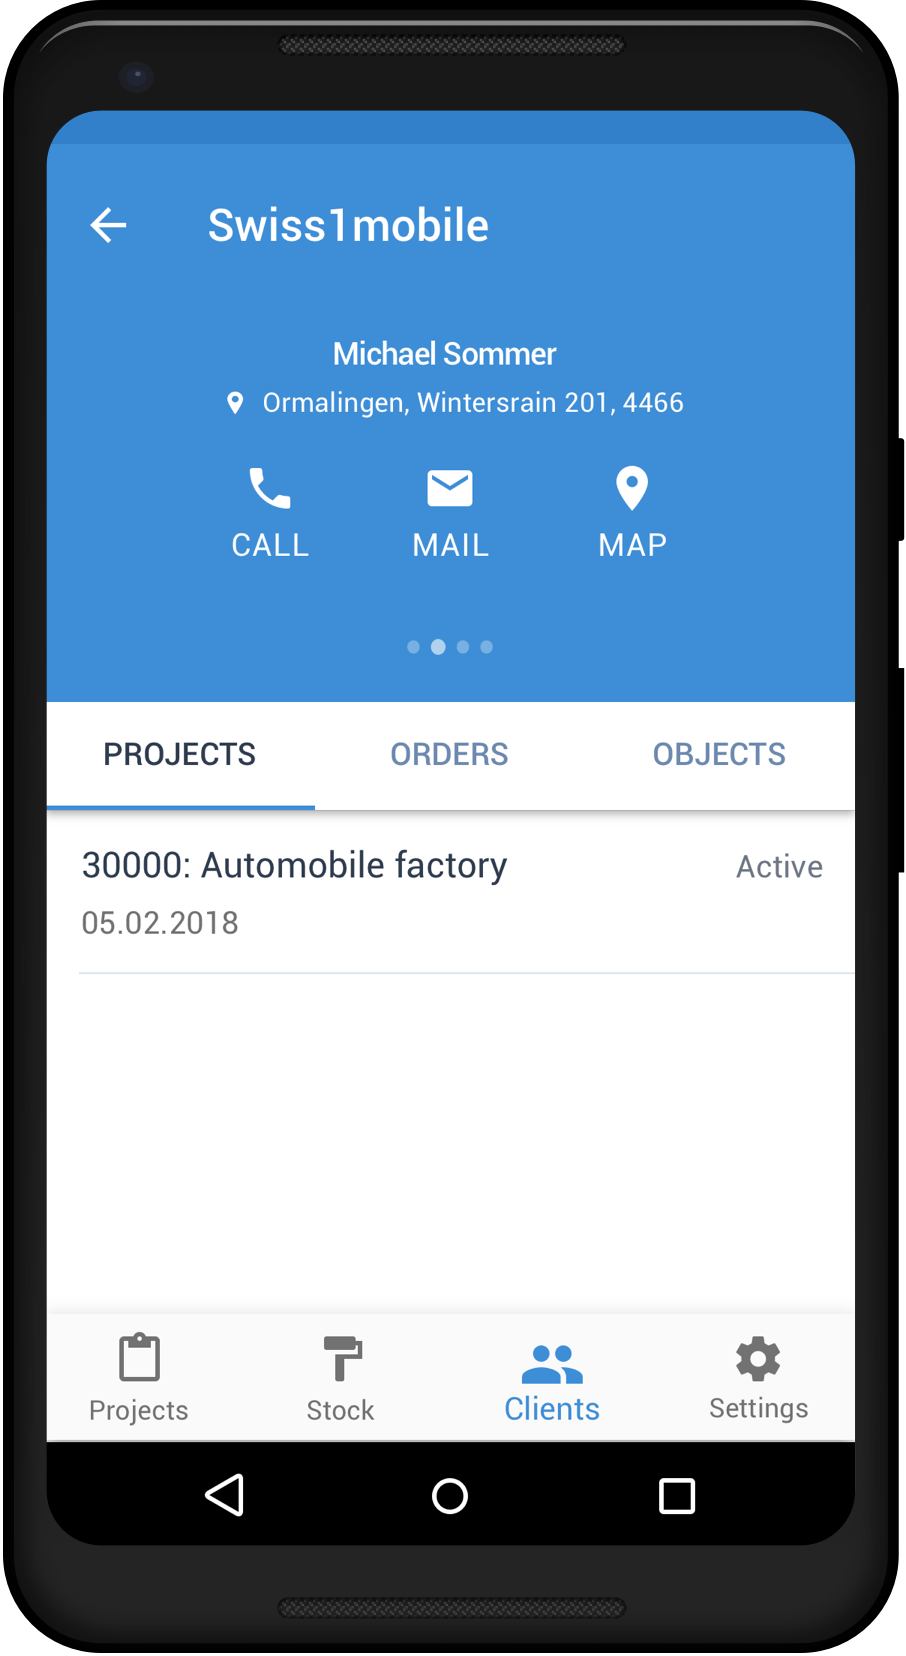 Swiss1mobile
Michael Sommer
Ormalingen, Wintersrain 201, 4466
CALL MAIL MAP
PROJECTS ORDERS OBJECTS
30000: Automobile factory Active
05.02.2018
Projects Stock Clients Settings